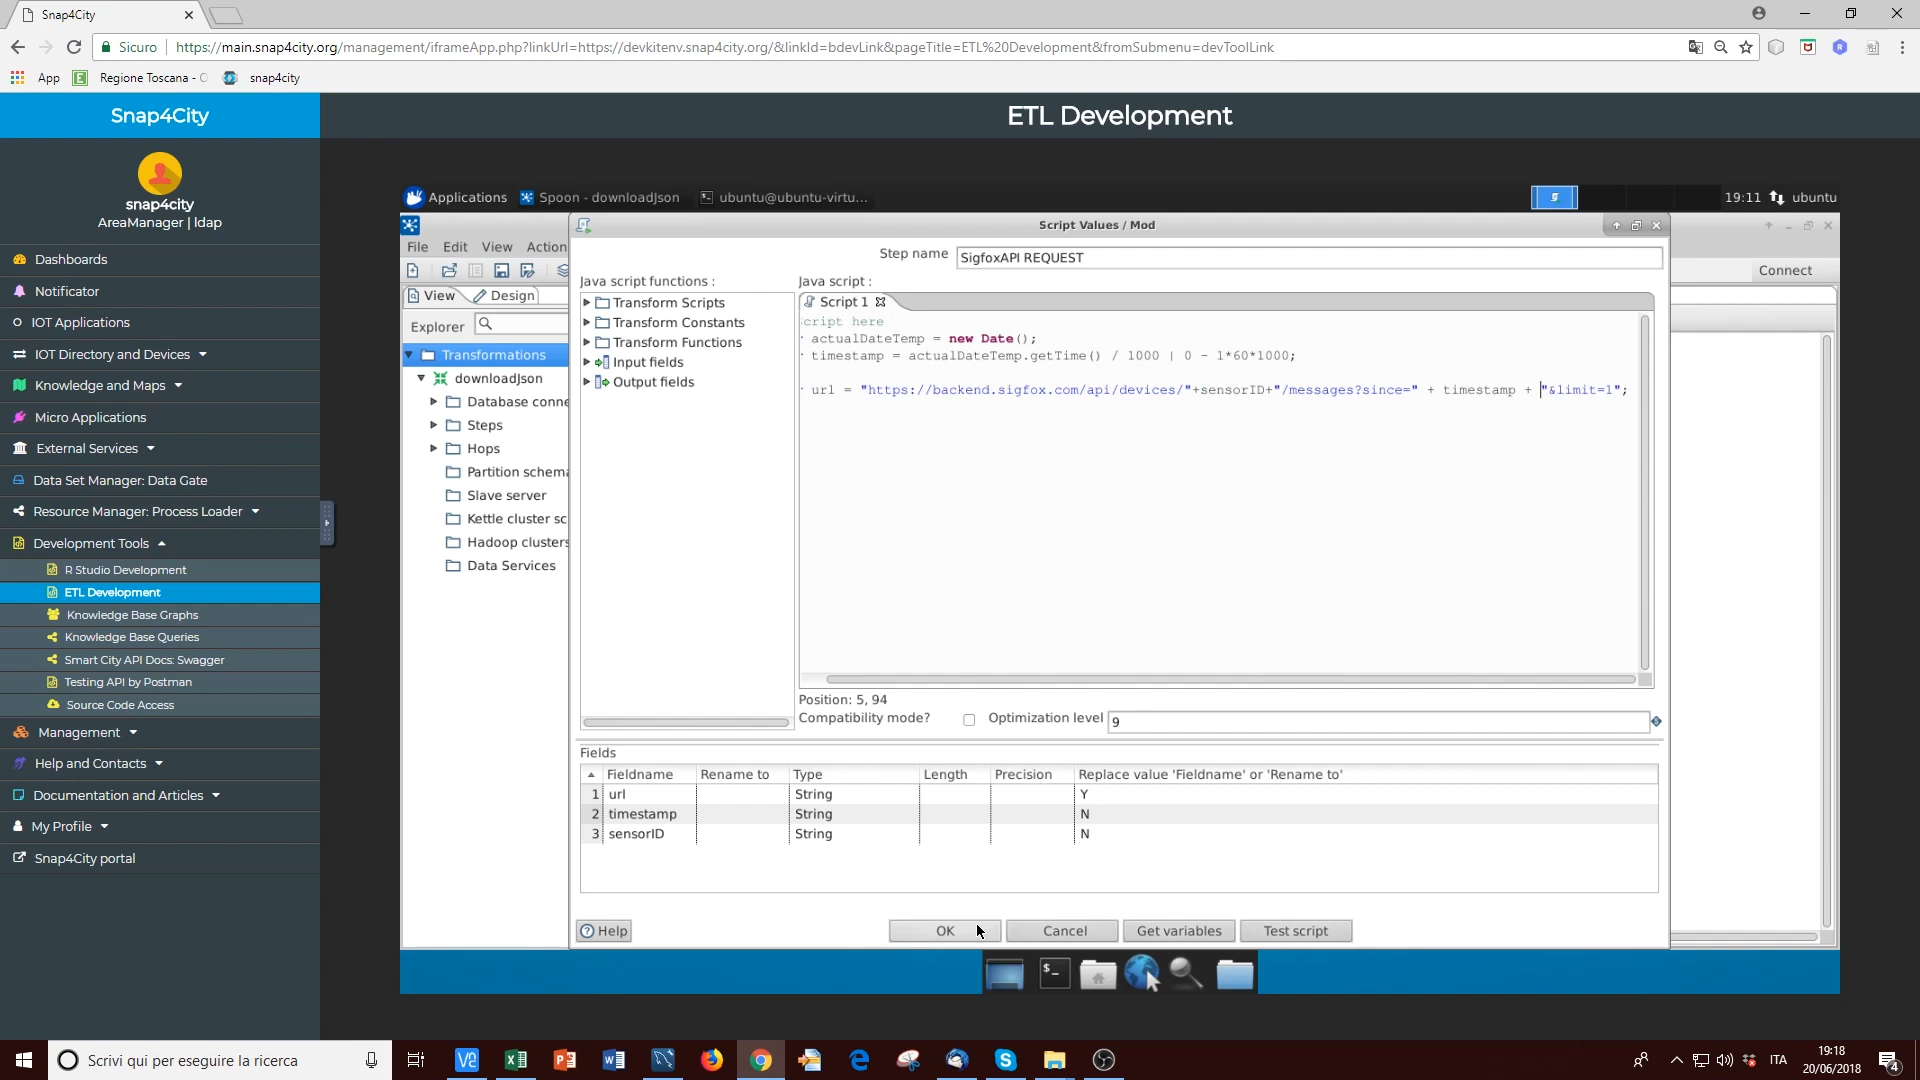 Snap4City
Sicuro
https://main.snap4city.org/management/iframeApp.php?linkUrl=https://devkitenv.snap4city.org/&linkId=bdevLink&pageTitle=ETL%20Development&fromSubmenu=devToolLink
App
Regione Toscana -
snap4city
Snap4City
ETL Development
snap4city
AreaManager | ldap
Dashboards
Notificator
IOT Applications
IOT Directory and Devices
Knowledge and Maps
Micro Applications
External Services
Data Set Manager: Data Gate
Resource Manager: Process Loader
Development Tools
R Studio Development
ETL Development
Knowledge Base Graphs
Knowledge Base Queries
Smart City API Docs: Swagger
Testing API by Postman
Source Code Access
Management
Help and Contacts
Documentation and Articles
My Profile
Snap4City portal
Applications
Spoon - downloadJson
ubuntu@ubuntu-virtu...
19:11
ubuntu
File Edit View Action
Connect
View
Design
Explorer
Transformations
downloadJson
Database conne
Steps
Hops
Partition schema
Slave server
Kettle cluster sc
Hadoop clusters
Data Services
Script Values / Mod
Step name
SigfoxAPI REQUEST
Java script functions :
Transform Scripts
Transform Constants
Transform Functions
Input fields
Output fields
Java script :
Script 1
cript here
actualDateTemp = new Date();
timestamp = actualDateTemp.getTime() / 1000 | 0 - 1*60*1000;
url = "https://backend.sigfox.com/api/devices/"+sensorID+"/messages?since=" + timestamp + "&limit=1";
Position: 5, 94
Compatibility mode?
Optimization level
9
Fields
Fieldname Rename to Type Length Precision Replace value 'Fieldname' or 'Rename to'
1 url String Y
2 timestamp String N
3 sensorID String N
Help
OK
Cancel
Get variables
Test script
Scrivi qui per eseguire la ricerca
ITA
19:18
20/06/2018
4